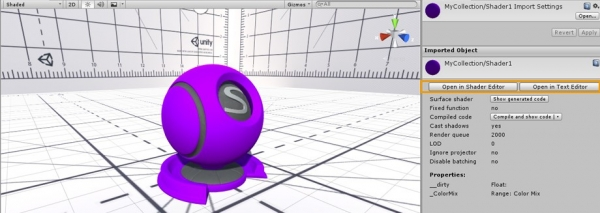 Shaded 2D Gizmos All
unity
S
MyCollection/Shader1 Import Settings
Open...
Revert Apply
Imported Object
MyCollection/Shader1
Open in Shader Editor Open in Text Editor
Surface shader Show generated code
Fixed function no
Compiled code Compile and show code
Cast shadows yes
Render queue 2000
LOD 0
Ignore projector no
Disable batching no
Properties:
__dirty Float:
_ColorMix Range: Color Mix